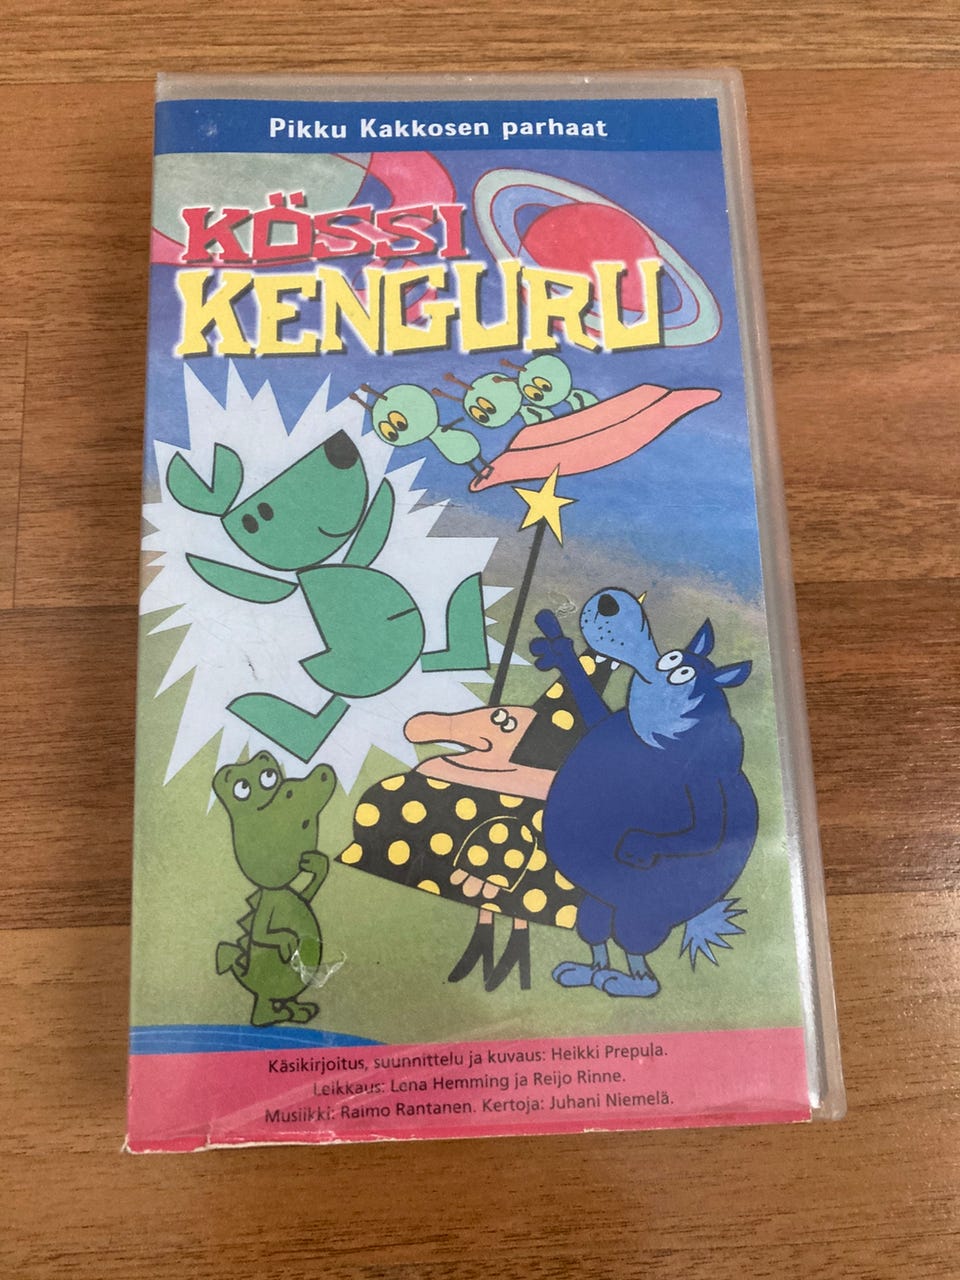 Pikku Kakkosen parhaat
KÖSSI
KENGURU
Käsikirjoitus, suunnittelu ja kuvaus: Heikki Prepula.
Leikkaus: Lena Hemming ja Reijo Rinne.
Musiikki: Raimo Rantanen. Kertoja: Juhani Niemelä.